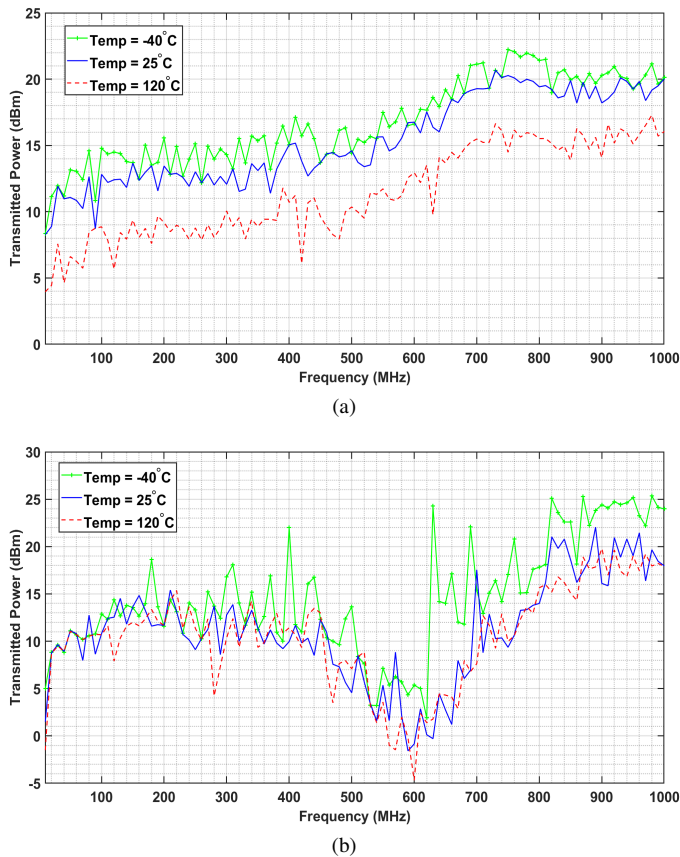 25
20
15
10
5
0
Transmitted Power (dBm)
Temp = -40°C
Temp = 25°C
Temp = 120°C
100 200 300 400 500 600 700 800 900 1000
Frequency (MHz)
(a)
30
25
20
15
10
5
0
-5
Transmitted Power (dBm)
Temp = -40°C
Temp = 25°C
Temp = 120°C
100 200 300 400 500 600 700 800 900 1000
Frequency (MHz)
(b)